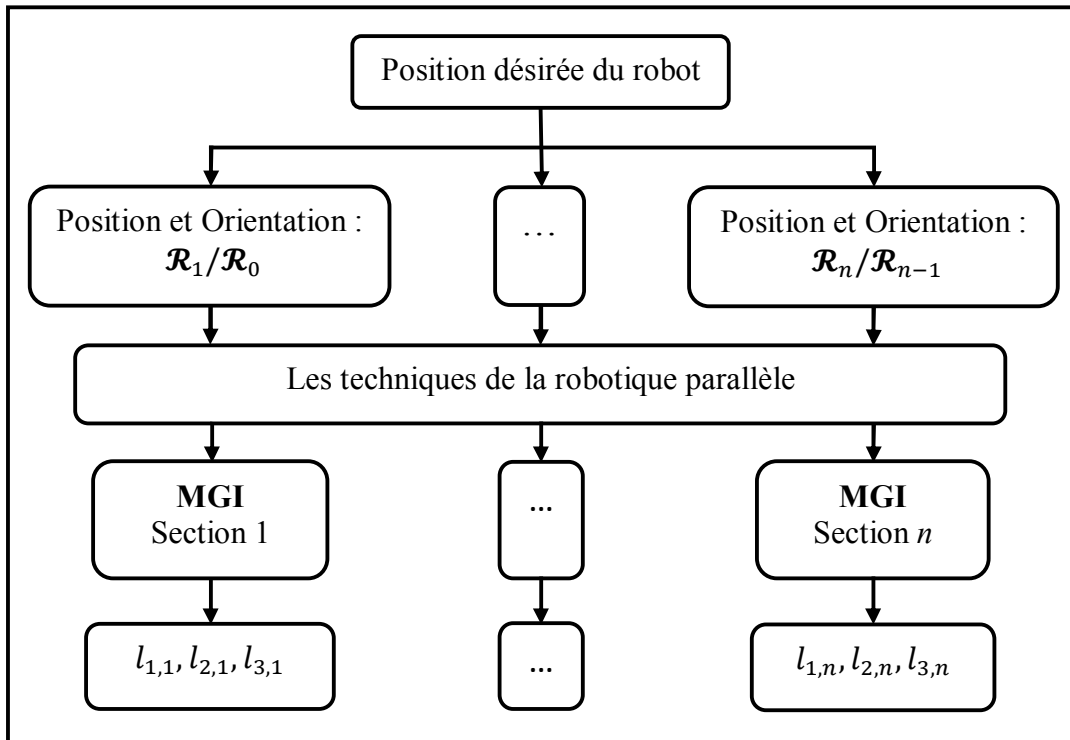 Position désirée du robot
Position et Orientation :
𝓡₁/𝓡₀
...
Position et Orientation :
𝓡ₙ/𝓡ₙ₋₁
Les techniques de la robotique parallèle
MGI
Section 1
...
MGI
Section n
l₁,₁, l₂,₁, l₃,₁
...
l₁,ₙ, l₂,ₙ, l₃,ₙ